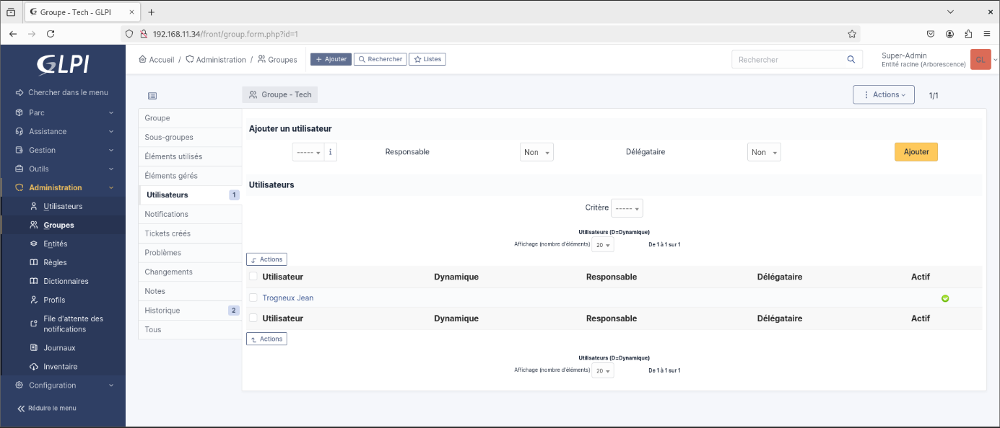 Groupe - Tech - GLPI
192.168.11.34/front/group.form.php?id=1
GLPI
Chercher dans le menu
Parc
Assistance
Gestion
Outils
Administration
Utilisateurs
Groupes
Entités
Règles
Dictionnaires
Profils
File d'attente des
notifications
Journaux
Inventaire
Configuration
Réduire le menu
Accueil / Administration / Groupes
+ Ajouter
Rechercher
Listes
Rechercher
Super-Admin
Entité racine (Arborescence)
GL
Groupe - Tech
Actions
1/1
Groupe
Sous-groupes
Éléments utilisés
Éléments gérés
Utilisateurs 1
Notifications
Tickets créés
Problèmes
Changements
Notes
Historique 2
Tous
Ajouter un utilisateur
----- i Responsable Non Délégataire Non Ajouter
Utilisateurs
Critère -----
Utilisateurs (D=Dynamique)
Affichage (nombre d'éléments) 20 De 1 à 1 sur 1
Actions
Utilisateur Dynamique Responsable Délégataire Actif
Trogneux Jean
Utilisateur Dynamique Responsable Délégataire Actif
Actions
Utilisateurs (D=Dynamique)
Affichage (nombre d'éléments) 20 De 1 à 1 sur 1